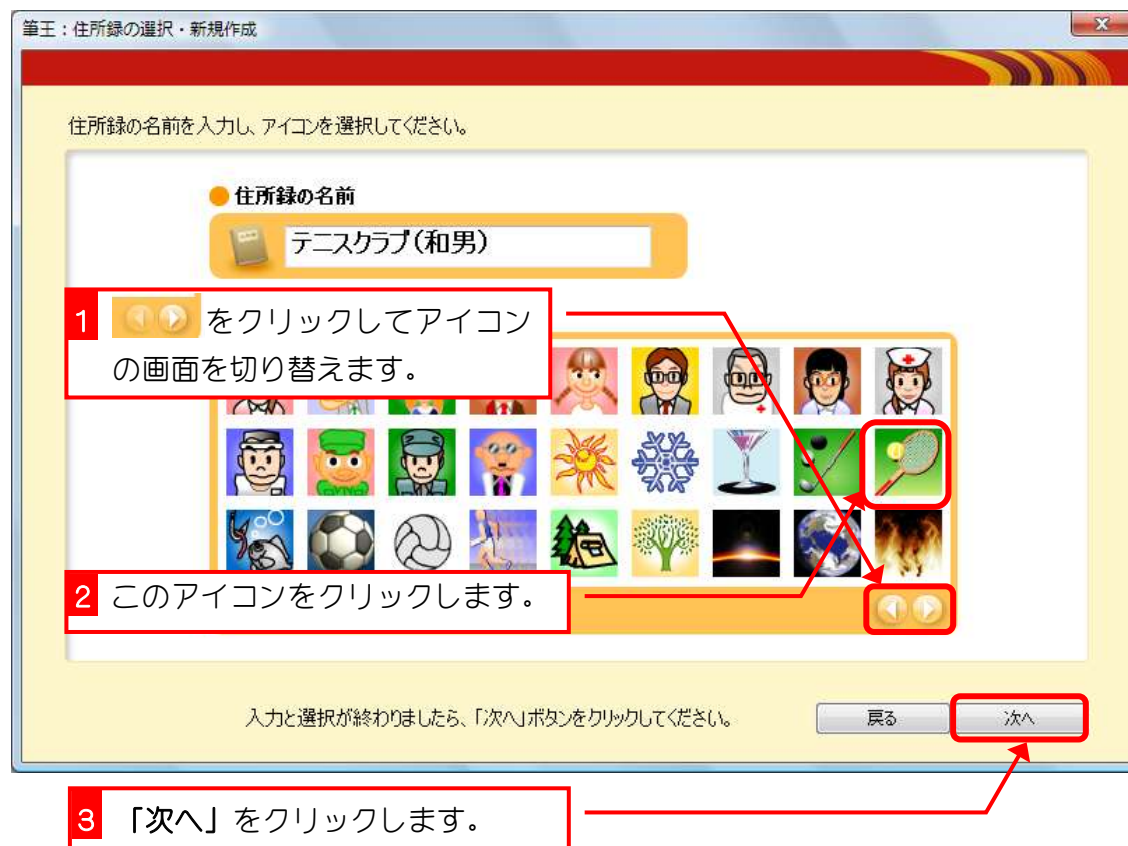 筆王：住所録の選択・新規作成
住所録の名前を入力し、アイコンを選択してください。
住所録の名前
テニスクラブ(和男)
1 をクリックしてアイコン
の画面を切り替えます。
2 このアイコンをクリックします。
入力と選択が終わりましたら、「次へ」ボタンをクリックしてください。
戻る
次へ
3 「次へ」をクリックします。